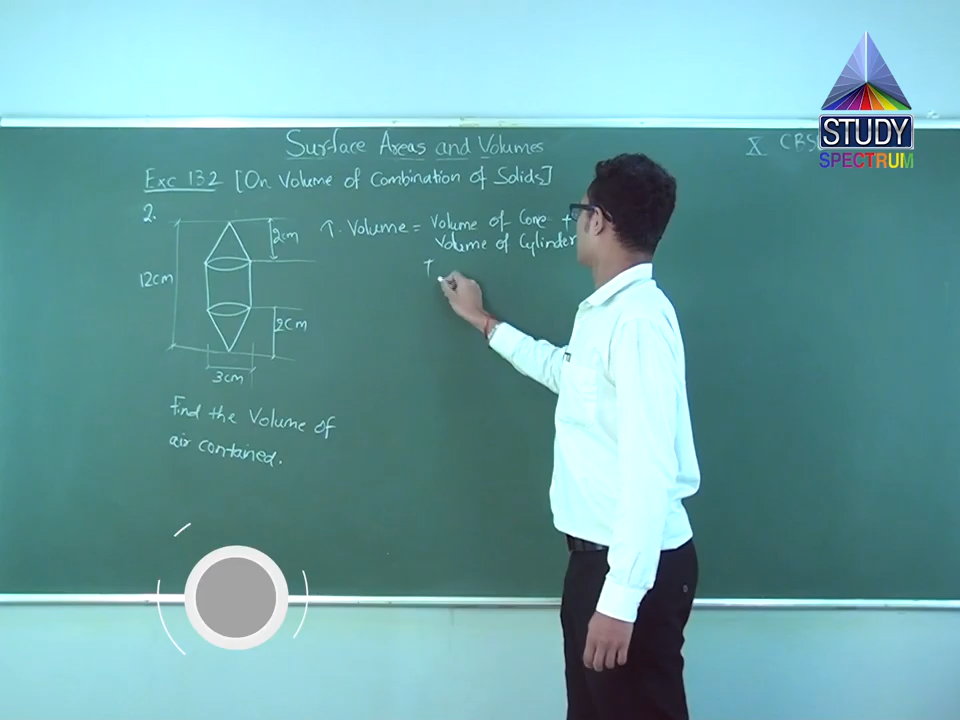 STUDY
SPECTRUM
Surface Areas and Volumes
X CBS
Exc 13.2 [On Volume of Combination of Solids]
2.
2cm
12cm
2cm
3cm
T. Volume = Volume of Cone +
Volume of Cylinder
+
Find the Volume of
air contained.